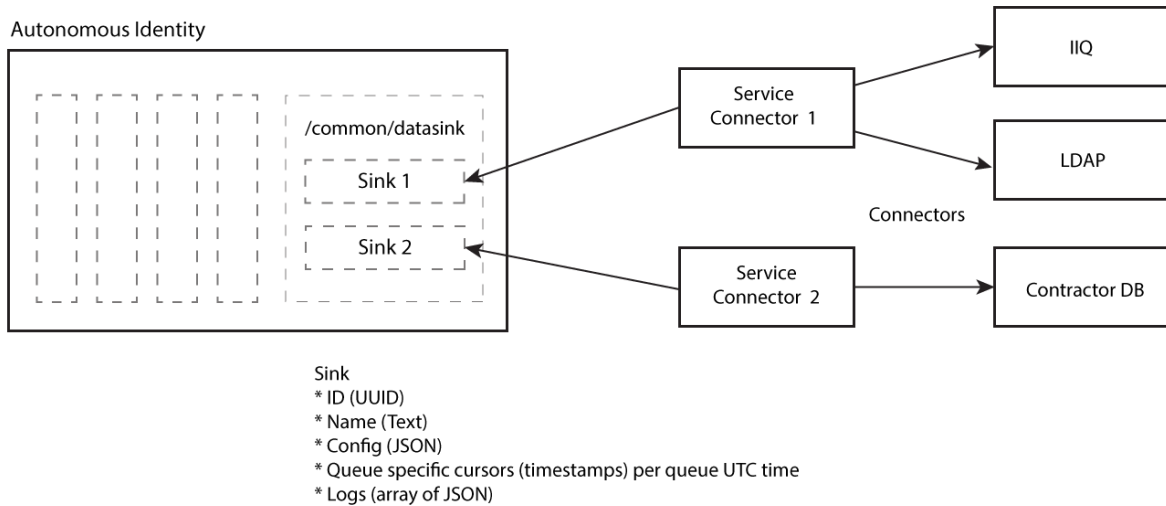 Autonomous Identity
/common/datasink
Sink 1
Sink 2
Service
Connector 1
IIQ
LDAP
Connectors
Service
Connector 2
Contractor DB
Sink
* ID (UUID)
* Name (Text)
* Config (JSON)
* Queue specific cursors (timestamps) per queue UTC time
* Logs (array of JSON)